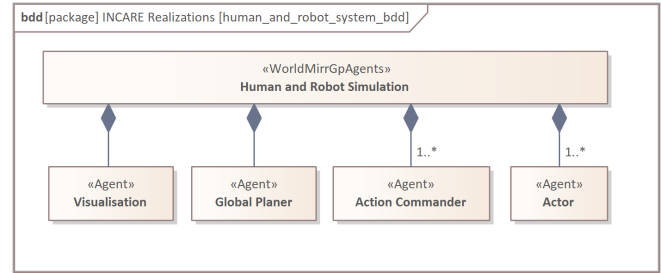 bdd [package] INCARE Realizations [human_and_robot_system_bdd]
«WorldMirrGpAgents»
Human and Robot Simulation
1..*
1..*
«Agent»
Visualisation
«Agent»
Global Planer
«Agent»
Action Commander
«Agent»
Actor